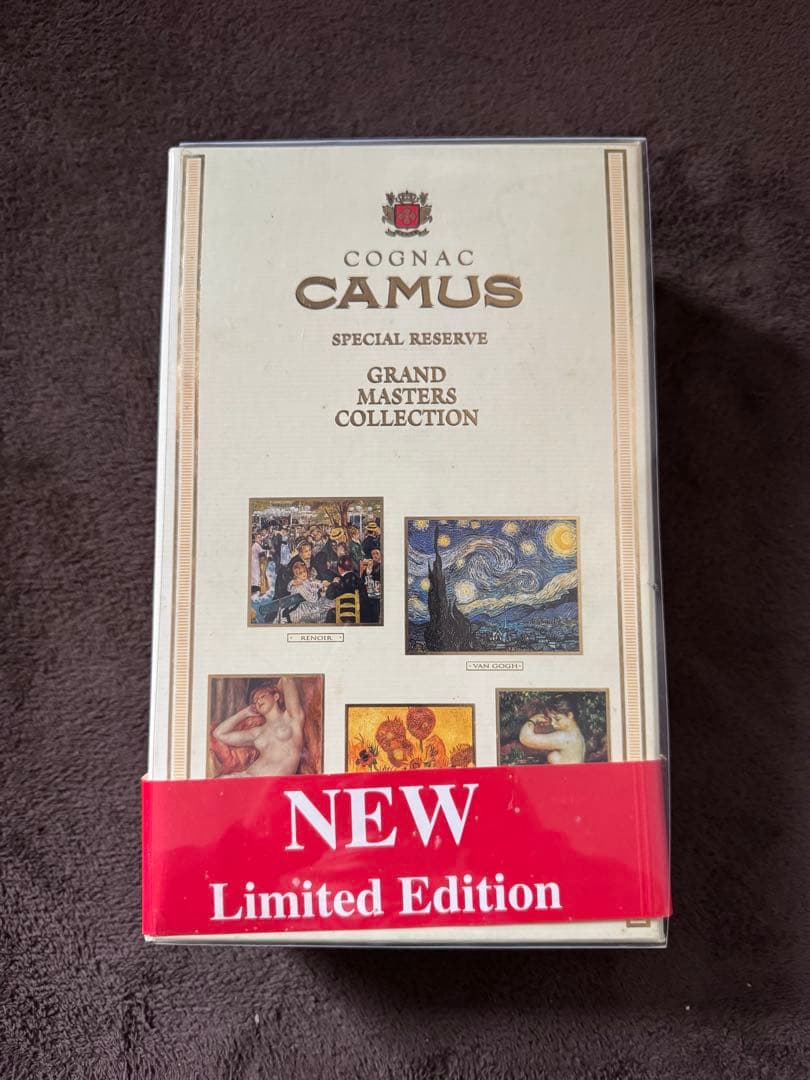 COGNAC
CAMUS
SPECIAL RESERVE
GRAND
MASTERS
COLLECTION
RENOIR
VAN GOGH
NEW
Limited Edition